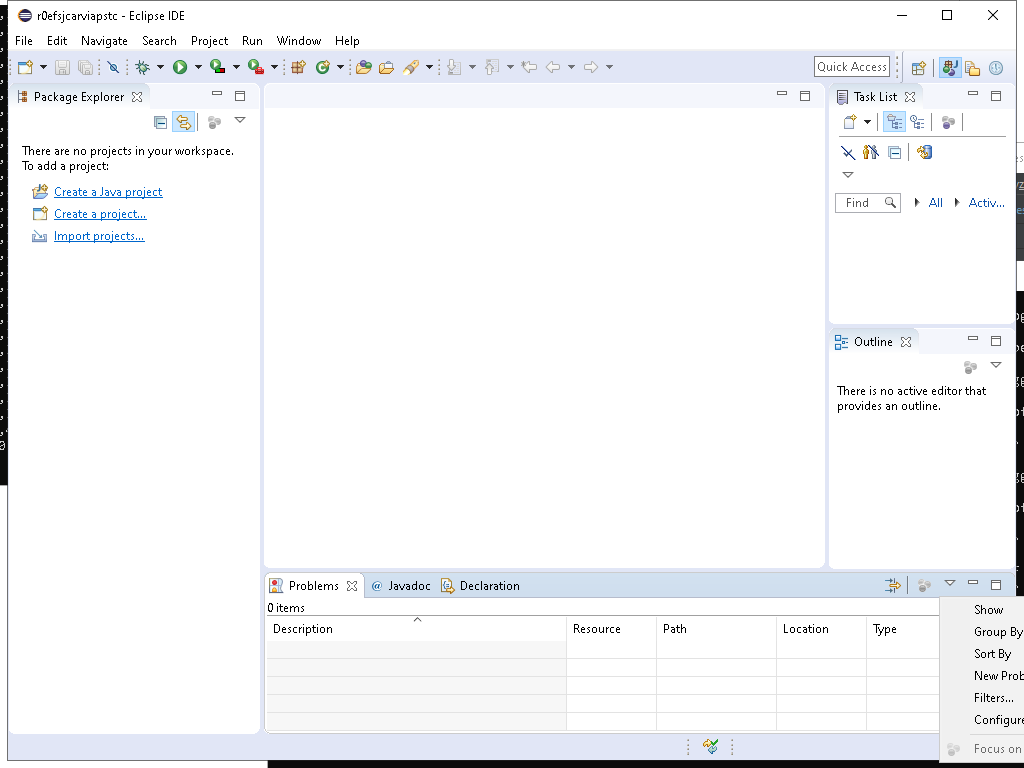 r0efsjcarviapstc - Eclipse IDE
File Edit Navigate Search Project Run Window Help
Quick Access
Package Explorer
There are no projects in your workspace.
To add a project:
Create a Java project
Create a project...
Import projects...
Task List
Find All Activ...
Outline
There is no active editor that
provides an outline.
Problems @ Javadoc Declaration
0 items
Description Resource Path Location Type
Show
Group By
Sort By
New Prob
Filters...
Configure
Focus on